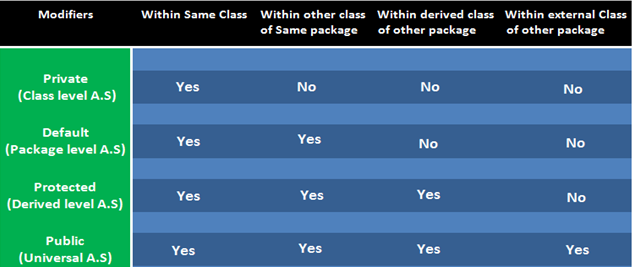 Modifiers Within Same Class Within other class Within derived class Within external Class
of Same package of other package of other package
Private
(Class level A.S) Yes No No No
Default
(Package level A.S) Yes Yes No No
Protected
(Derived level A.S) Yes Yes Yes No
Public
(Universal A.S) Yes Yes Yes Yes